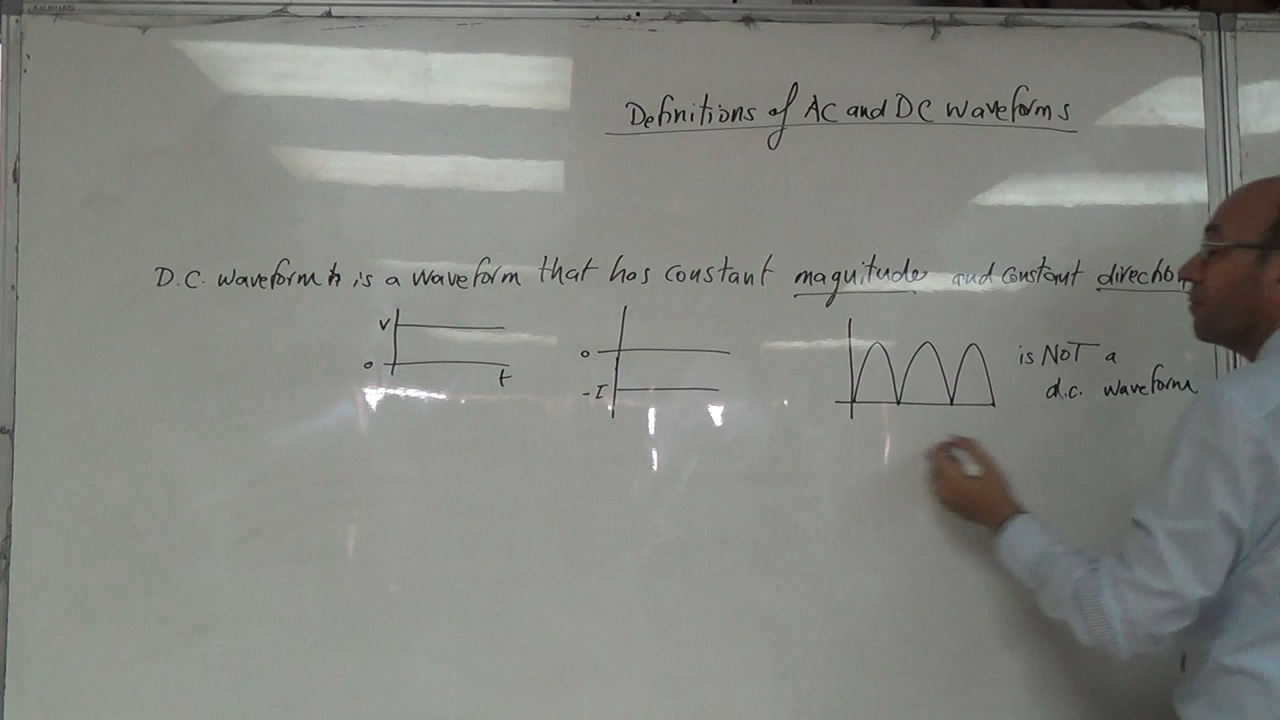 Definitions of AC and DC Waveforms
D.C. waveform is a waveform that has constant magnitude and constant direction
V
0
t
0
-I
is NOT a
d.c. waveform